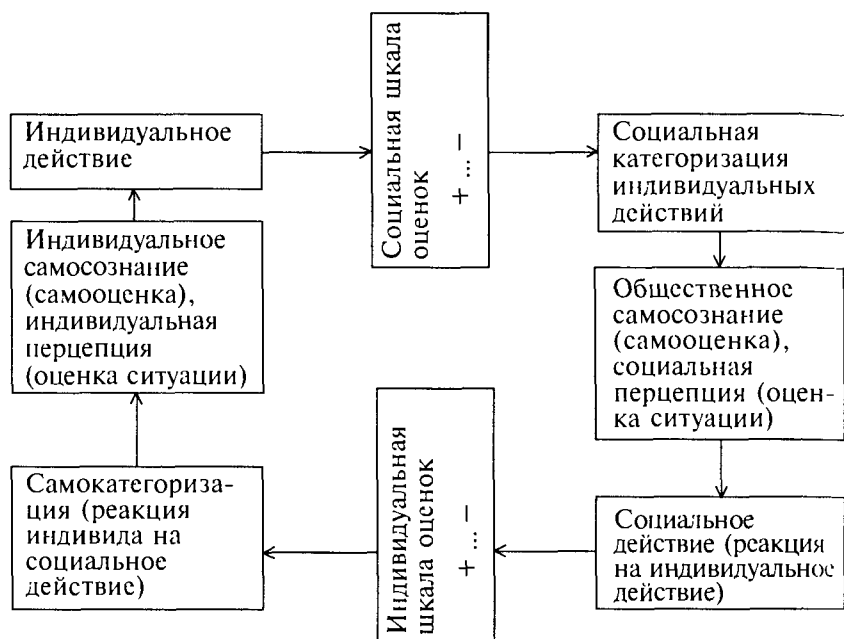 Индивидуальное
действие
Социальная шкала
оценок
+ ... −
Социальная
категоризация
индивидуальных
действий
Индивидуальное
самосознание
(самооценка),
индивидуальная
перцепция
(оценка ситуации)
Общественное
самосознание
(самооценка),
социальная
перцепция (оцен-
ка ситуации)
Самокатегориза-
ция (реакция
индивида на
социальное
действие)
Индивидуальная
шкала оценок
+ ... −
Социальное
действие (реакция
на индивидуальное
действие)